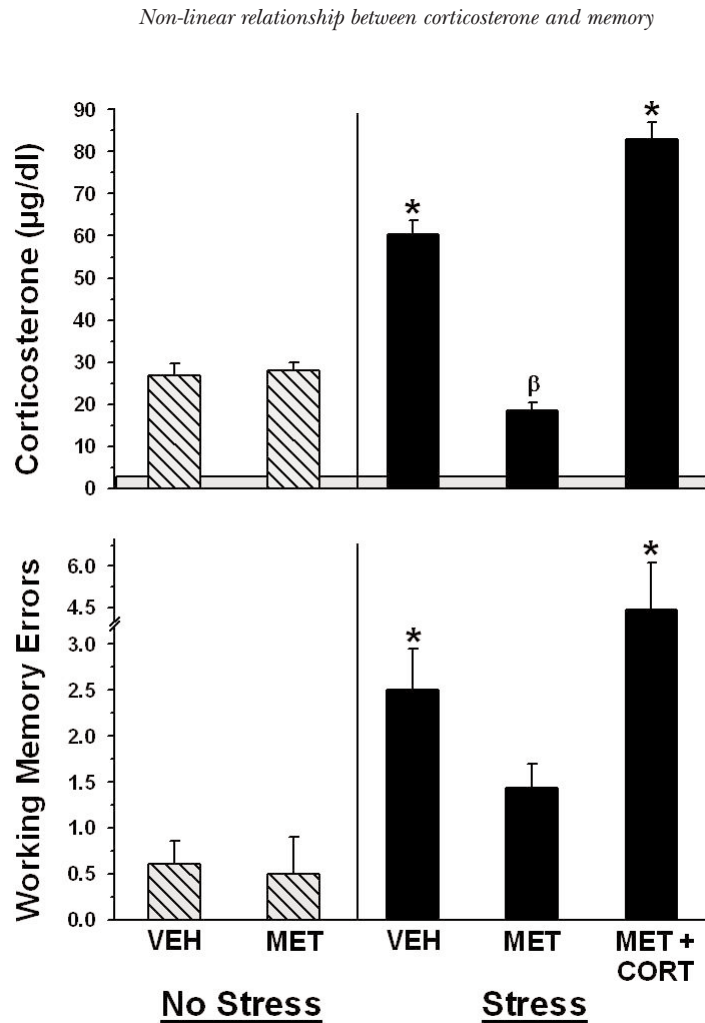 Non-linear relationship between corticosterone and memory
Corticosterone (µg/dl)
90
80
70
60
50
40
30
20
10
0
*
β
*
Working Memory Errors
6.0
4.5
3.0
2.5
2.0
1.5
1.0
0.5
0.0
*
*
VEH
MET
VEH
MET
MET +
CORT
No Stress
Stress